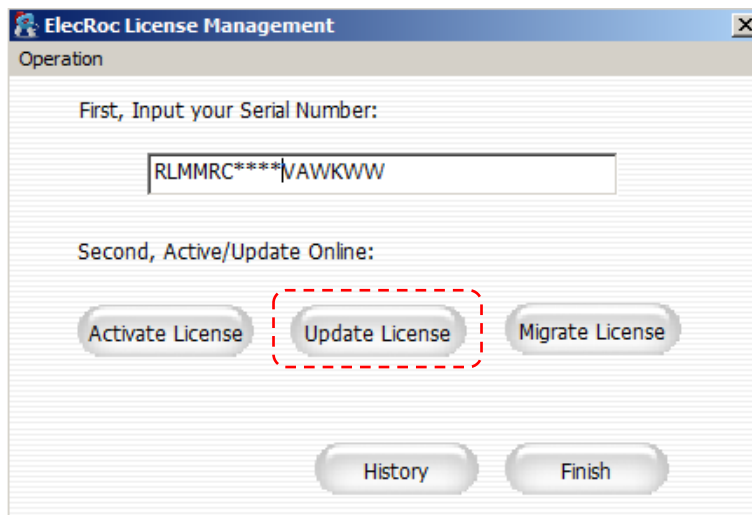 ElecRoc License Management
Operation
First, Input your Serial Number:
RLMMRC****VAWKWW
Second, Active/Update Online:
Activate License Update License Migrate License
History Finish